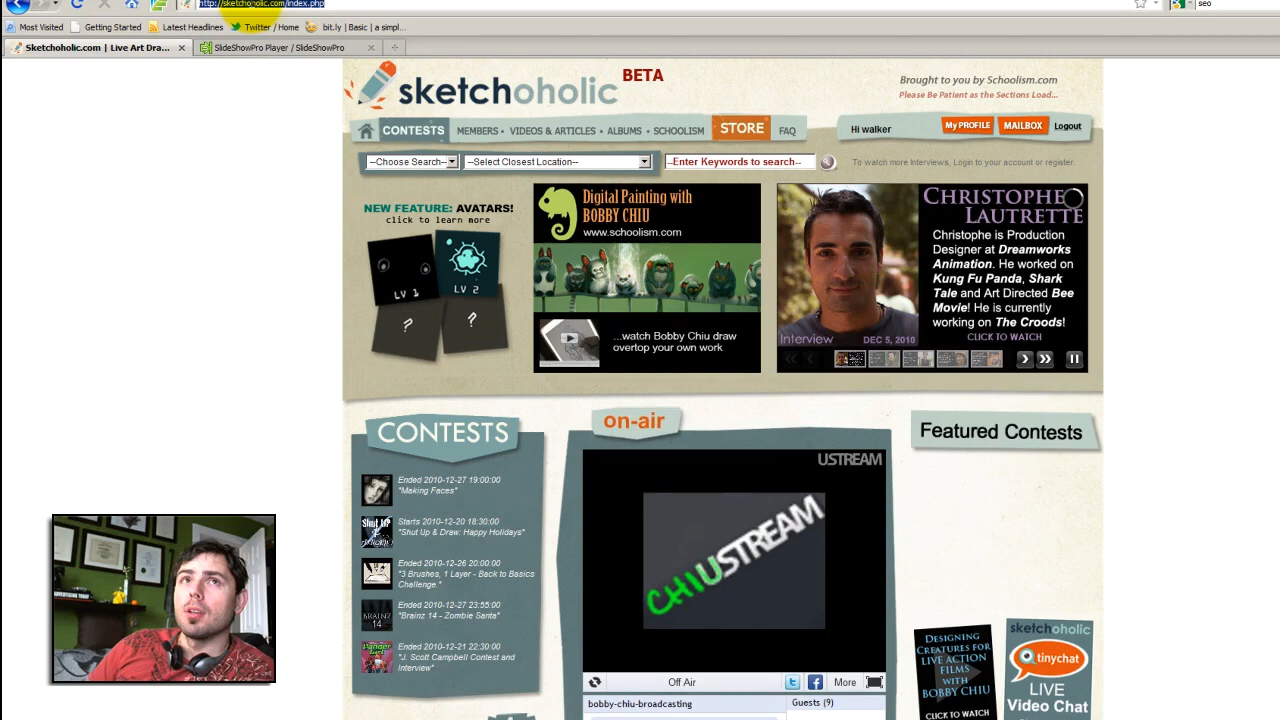 http://sketchoholic.com/index.php
seo
Most Visited Getting Started Latest Headlines Twitter / Home bit.ly | Basic | a simpl...
Sketchoholic.com | Live Art Dra... SlideShowPro Player / SlideShowPro
sketchoholic BETA
Brought to you by Schoolism.com
Please Be Patient as the Sections Load...
CONTESTS MEMBERS • VIDEOS & ARTICLES • ALBUMS • SCHOOLISM STORE FAQ
Hi walker My PROFILE MAILBOX Logout
--Choose Search-- --Select Closest Location-- --Enter Keywords to search--
To watch more Interviews, Login to your account or register.
NEW FEATURE: AVATARS!
click to learn more
LV 1 LV 2
? ?
Digital Painting with
BOBBY CHIU
www.schoolism.com
...watch Bobby Chiu draw
overtop your own work
CHRISTOPHE
LAUTRETTE
Christophe is Production
Designer at Dreamworks
Animation. He worked on
Kung Fu Panda, Shark
Tale and Art Directed Bee
Movie! He is currently
working on The Croods!
CLICK TO WATCH
Interview DEC 5, 2010
CONTESTS
Ended 2010-12-27 19:00:00
"Making Faces"
Starts 2010-12-20 18:30:00
"Shut Up & Draw: Happy Holidays"
Ended 2010-12-26 20:00:00
"3 Brushes, 1 Layer - Back to Basics
Challenge."
Ended 2010-12-27 23:55:00
"Brainz 14 - Zombie Santa"
BRAINZ
14
Ended 2010-12-21 22:30:00
"J. Scott Campbell Contest and
Interview"
on-air
USTREAM
CHIUSTREAM
Off Air More
bobby-chiu-broadcasting Guests (9)
Featured Contests
DESIGNING
CREATURES FOR
LIVE ACTION
FILMS
WITH
BOBBY CHIU
CLICK TO WATCH
sketchoholic
tinychat
LIVE
Video Chat